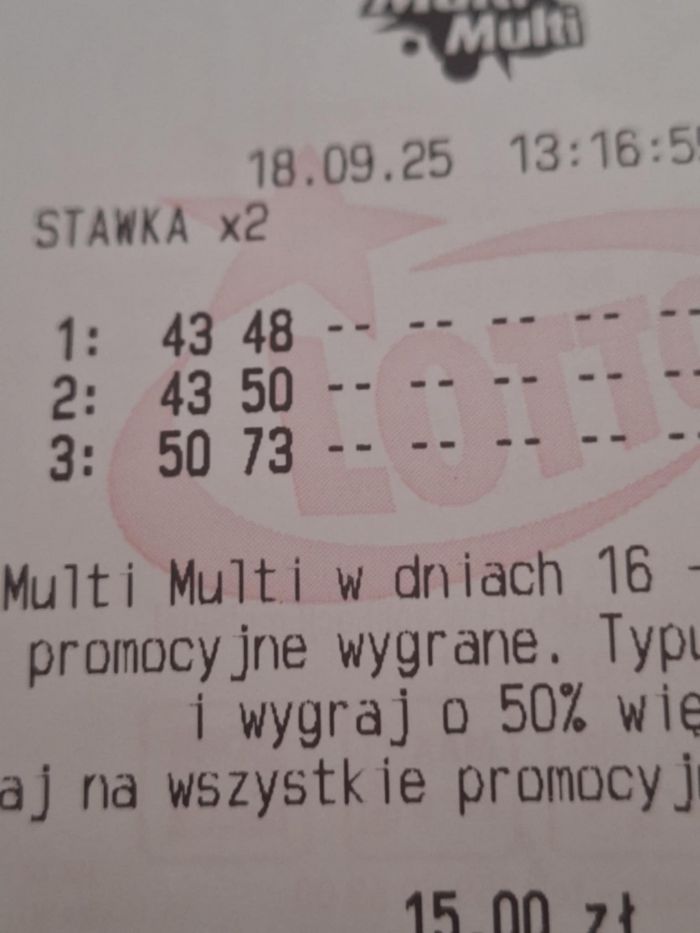 Multi
18.09.25 13:16:5
STAWKA x2
LOTTO
1: 43 48 -- -- -- -- --
2: 43 50 -- -- -- -- --
3: 50 73 -- -- -- -- -
Multi Multi w dniach 16 -
promocyjne wygrane. Typu
i wygraj o 50% wię
aj na wszystkie promocyj
15,00 zł